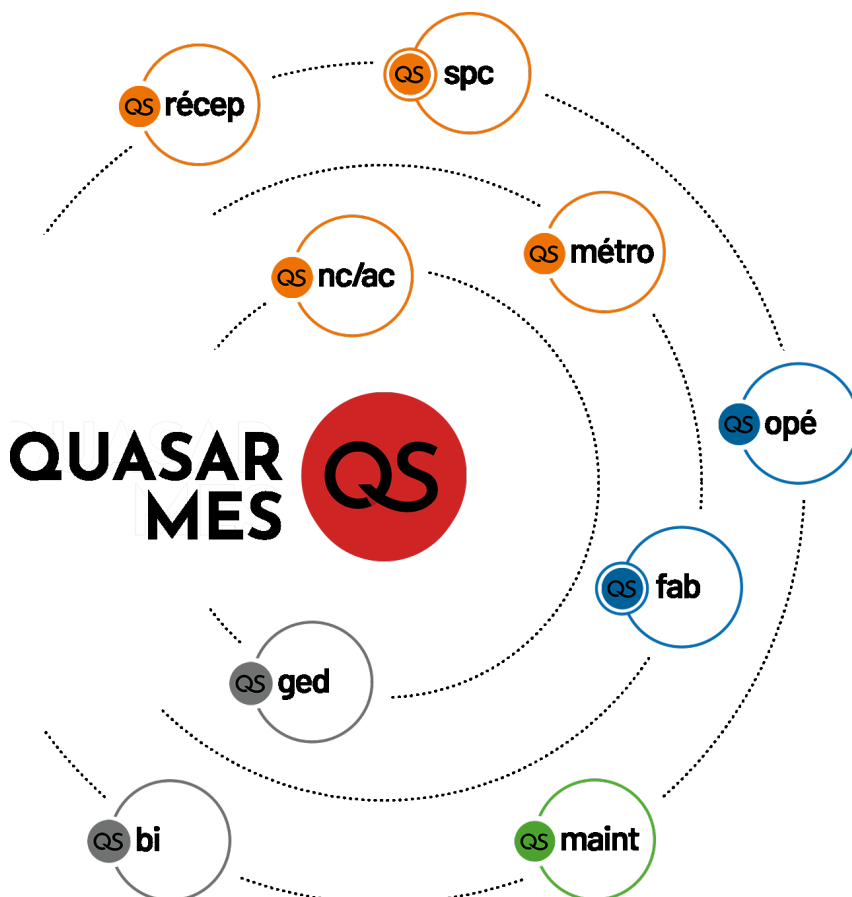 QS spc
QS récep
QS métro
QS nc/ac
QS opé
QUASAR
MES
QS
QS fab
QS ged
QS bi
QS maint